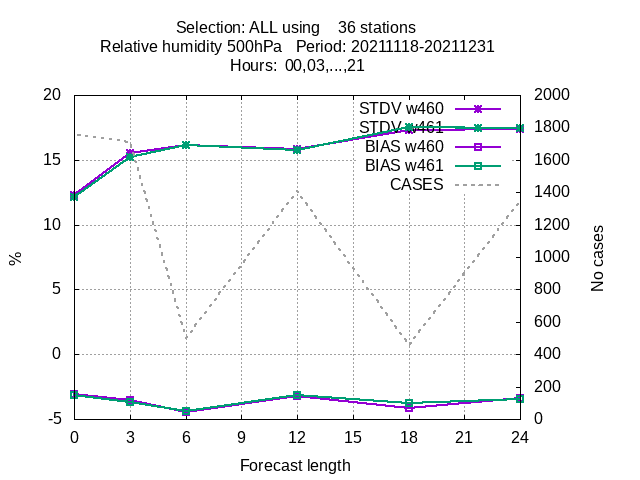 Selection: ALL using    36 stations
Relative humidity 500hPa   Period: 20211118-20211231
Hours:  00,03,...,21
20
15
10
5
0
-5
%
STDV w460
STDV w461
BIAS w460
BIAS w461
CASES
2000
1800
1600
1400
1200
1000
800
600
400
200
0
No cases
0 3 6 9 12 15 18 21 24
Forecast length